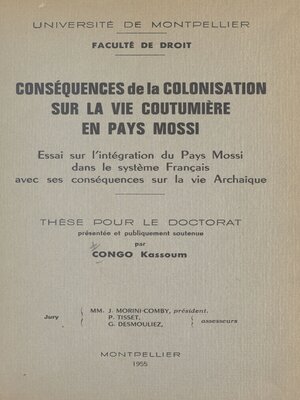 UNIVERSITÉ DE MONTPELLIER
FACULTÉ DE DROIT
CONSÉQUENCES de la COLONISATION
SUR LA VIE COUTUMIÈRE
EN PAYS MOSSI
Essai sur l'intégration du Pays Mossi
dans le système Français
avec ses conséquences sur la vie Archaïque
THÈSE POUR LE DOCTORAT
présentée et publiquement soutenue
par
CONGO Kassoum
Jury
MM. J. MORINI-COMBY, président.
P. TISSET,
G. DESMOULIEZ,
assesseurs
MONTPELLIER
1955